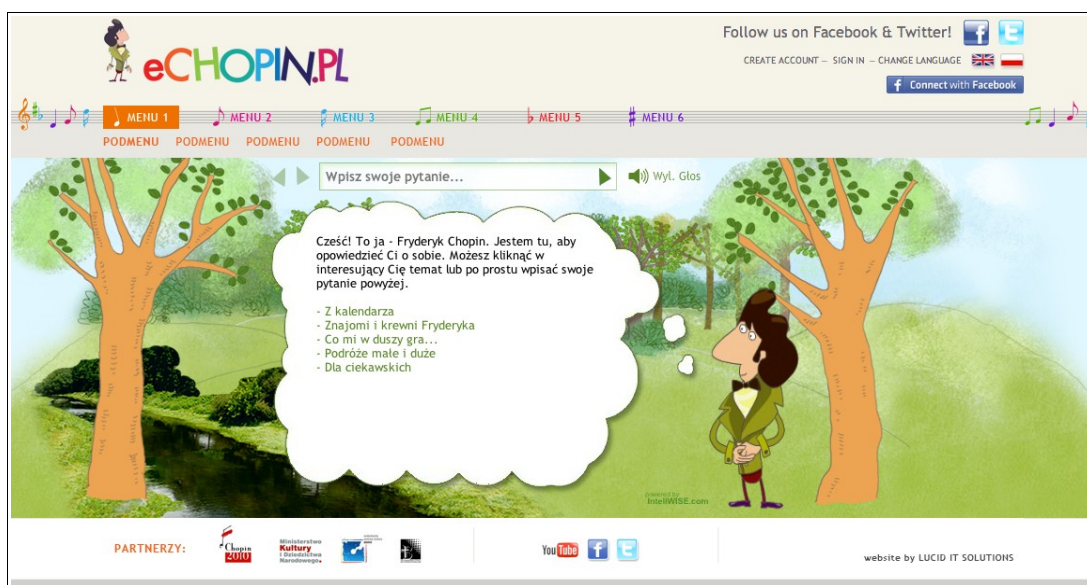 Follow us on Facebook & Twitter!
CREATE ACCOUNT – SIGN IN – CHANGE LANGUAGE
Connect with Facebook
eCHOPIN.PL
MENU 1 MENU 2 MENU 3 MENU 4 MENU 5 MENU 6
PODMENU PODMENU PODMENU PODMENU PODMENU
Wpisz swoje pytanie... Wyl. Głos
Cześć! To ja - Fryderyk Chopin. Jestem tu, aby
opowiedzieć Ci o sobie. Możesz kliknąć w
interesujący Cię temat lub po prostu wpisać swoje
pytanie powyżej.
- Z kalendarza
- Znajomi i krewni Fryderyka
- Co mi w duszy gra...
- Podróże małe i duże
- Dla ciekawskich
powered by
InteliWISE.com
PARTNERZY:
Chopin
2010
Ministerstwo
Kultury
i Dziedzictwa
Narodowego.
YouTube
website by LUCID IT SOLUTIONS